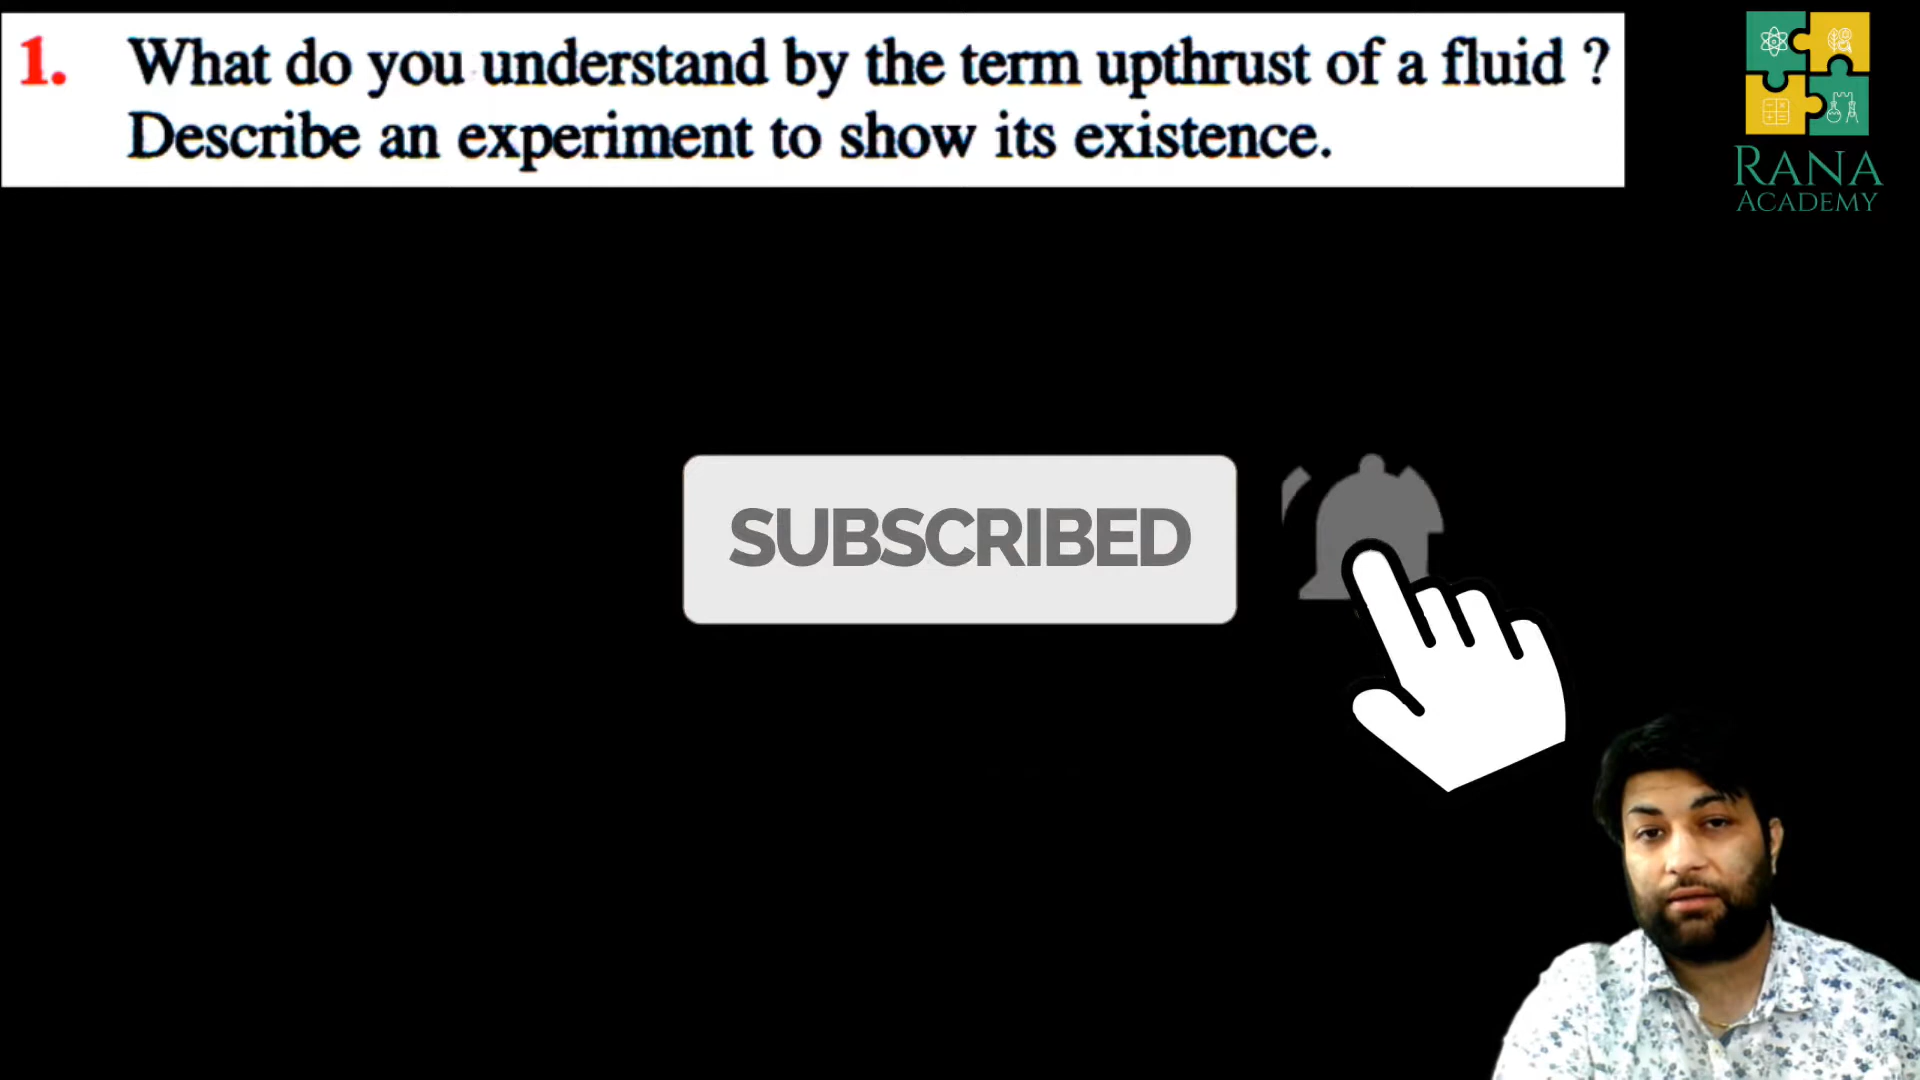 1. What do you understand by the term upthrust of a fluid ?
Describe an experiment to show its existence.
RANA
ACADEMY
SUBSCRIBED